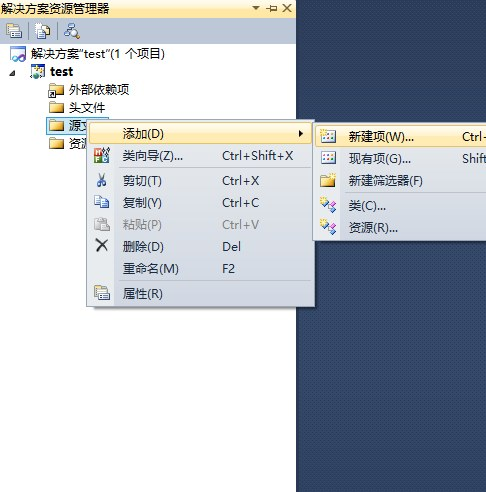 解决方案资源管理器
解决方案"test"(1 个项目)
test
外部依赖项
头文件
源文
资源
添加(D)
类向导(Z)... Ctrl+Shift+X
剪切(T) Ctrl+X
复制(Y) Ctrl+C
粘贴(P) Ctrl+V
删除(D) Del
重命名(M) F2
属性(R)
新建项(W)... Ctrl-
现有项(G)... Shift
新建筛选器(F)
类(C)...
资源(R)...